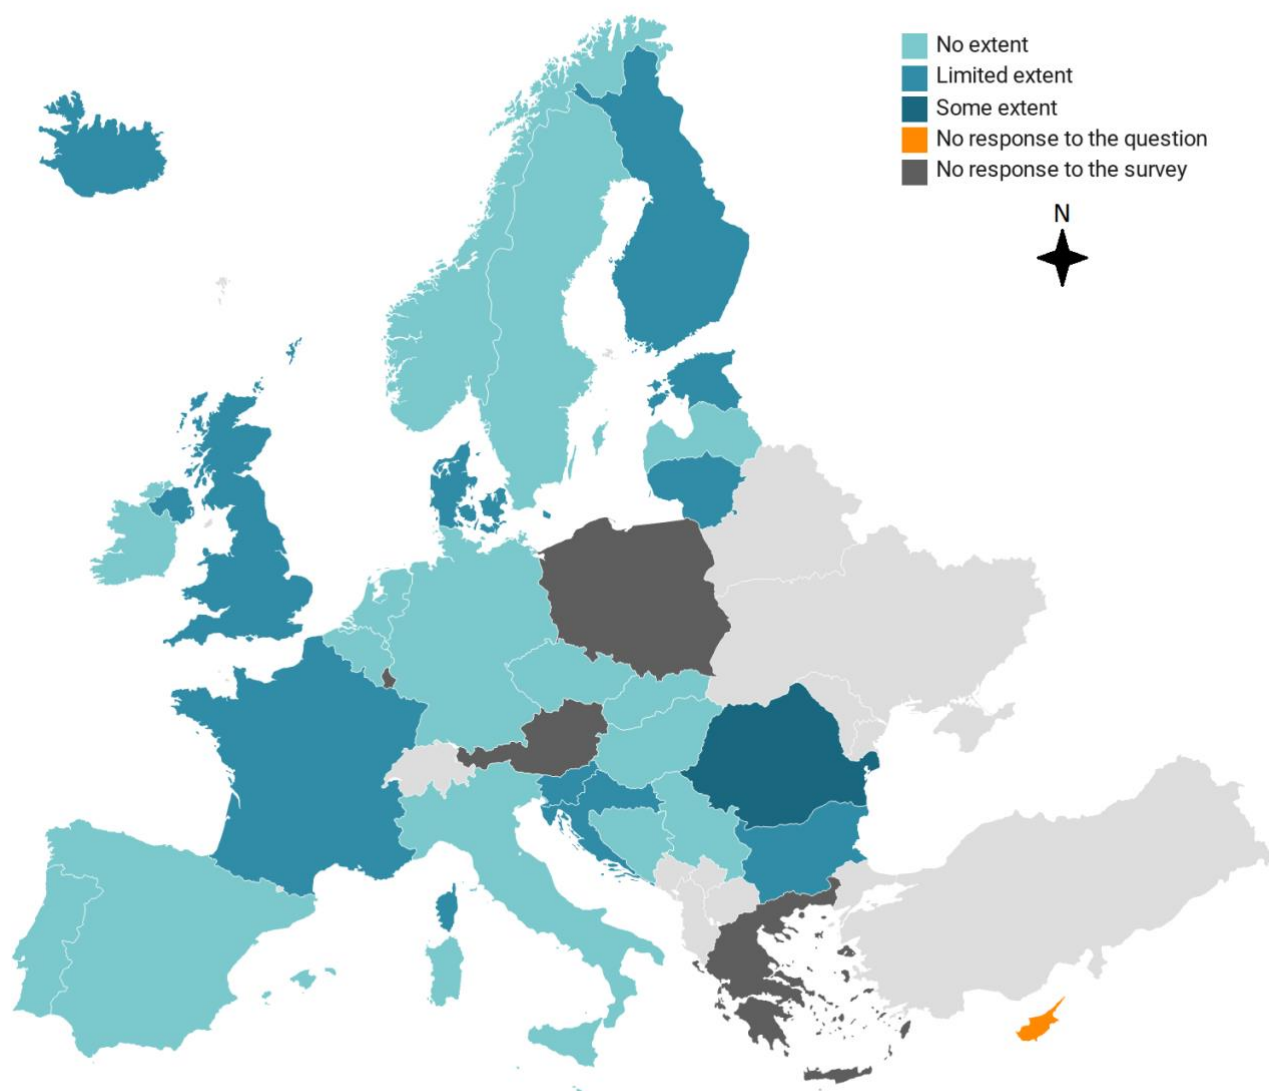 No extent
Limited extent
Some extent
No response to the question
No response to the survey
N